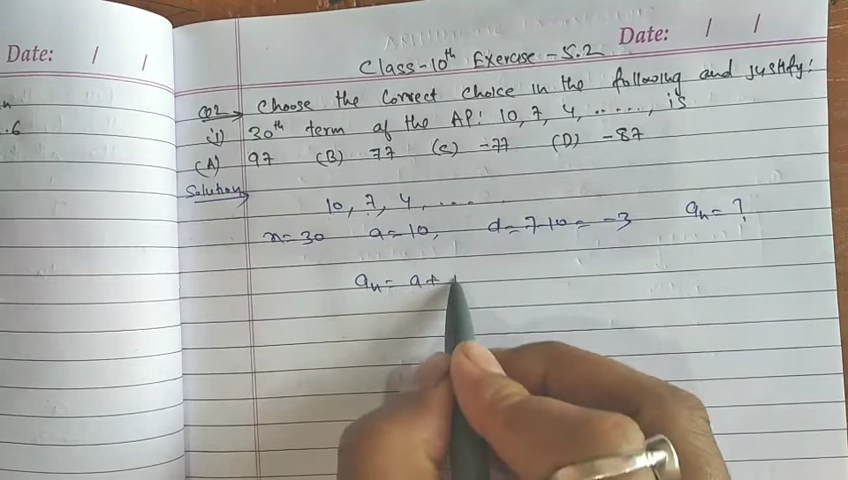 Date: / /
Date: / /
.6
Class-10th Exercise-5.2
Q2 → Choose the Correct choice in the following and justify:
i) 30th term of the AP: 10, 7, 4, ......, is
(A) 97 (B) 77 (C) -77 (D) -87
Solution
10, 7, 4, ....
n=30 a=10, d=7-10=-3 an=?
an= a+